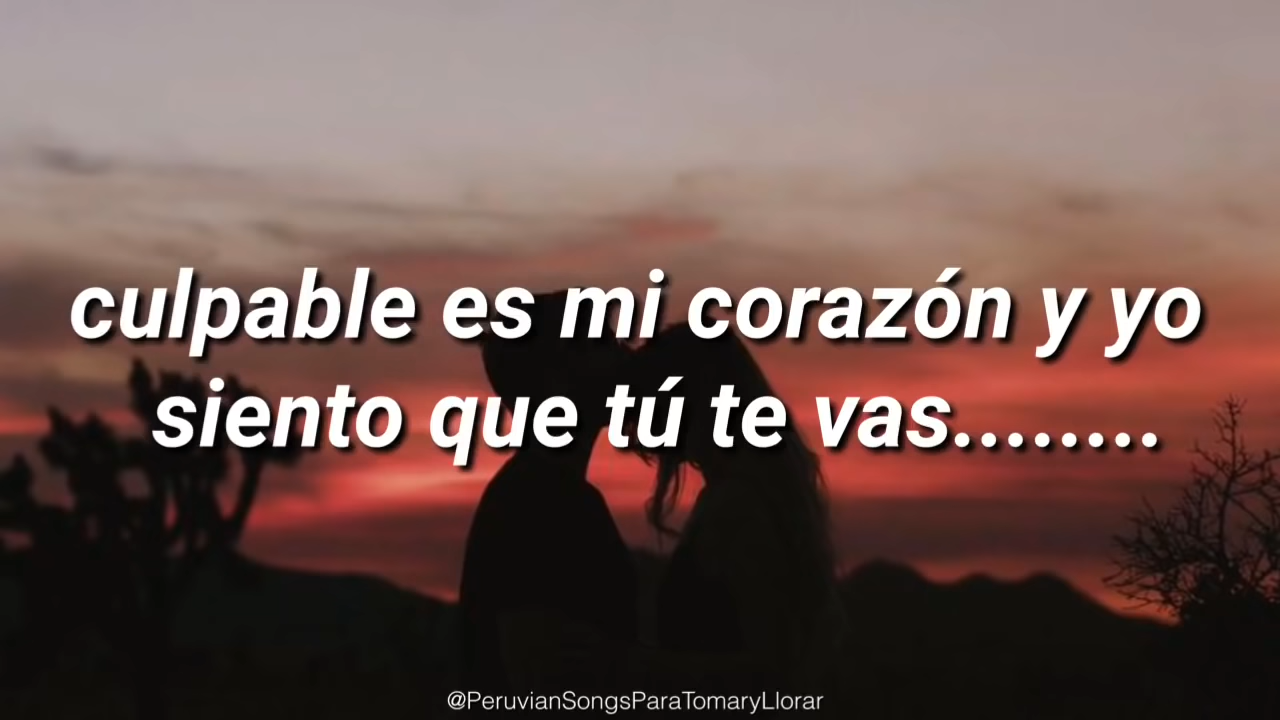 culpable es mi corazón y yo
siento que tú te vas........
@PeruvianSongsParaTomaryLlorar